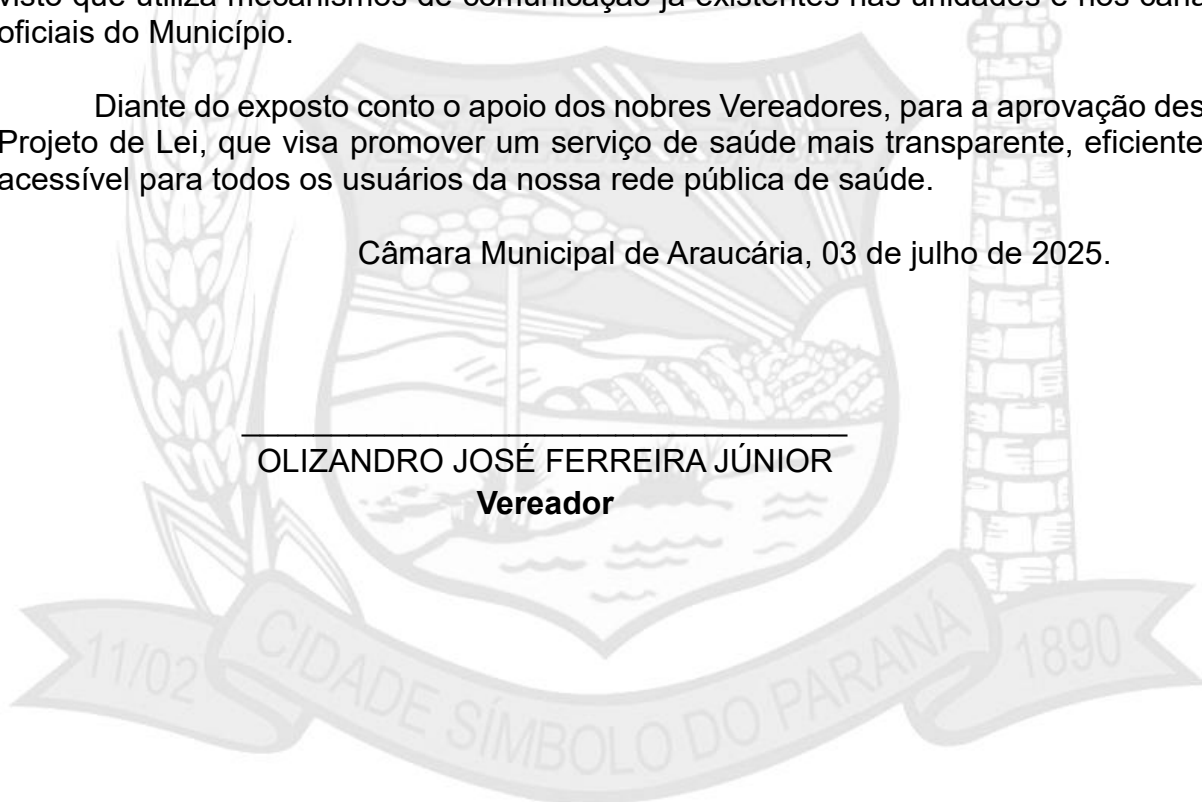 visto que utiliza mecanismos de comunicação já existentes nas unidades e nos
oficiais do Município.
Diante do exposto conto o apoio dos nobres Vereadores, para a aprovação
Projeto de Lei, que visa promover um serviço de saúde mais transparente, eficiente
acessível para todos os usuários da nossa rede pública de saúde.
Câmara Municipal de Araucária, 03 de julho de 2025.
OLIZANDRO JOSÉ FERREIRA JÚNIOR
Vereador
11/02
CIDADE SÍMBOLO DO PARANÁ
1890